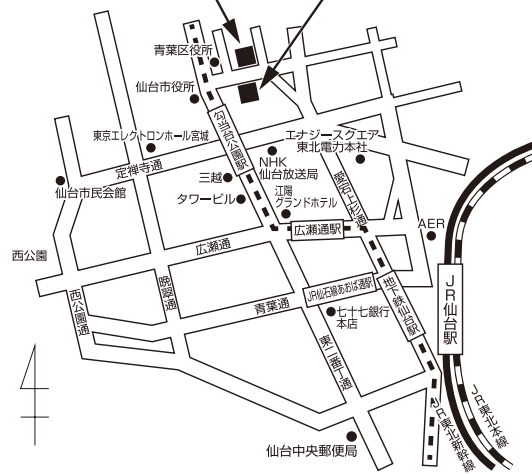 青葉区役所
仙台市役所
勾当台公園駅
東京エレクトロンホール宮城
定禅寺通
エナジースクエア
東北電力本社
NHK
仙台放送局
三越
タワービル
江陽
グランドホテル
愛宕上杉通
仙台市民会館
西公園
広瀬通
広瀬通駅
AER
西公園通
晩翠通
青葉通
JR仙石線あおば通駅
地下鉄仙台駅
JR仙台駅
七十七銀行
本店
東二番丁通
仙台中央郵便局
JR東北新幹線
JR東北本線